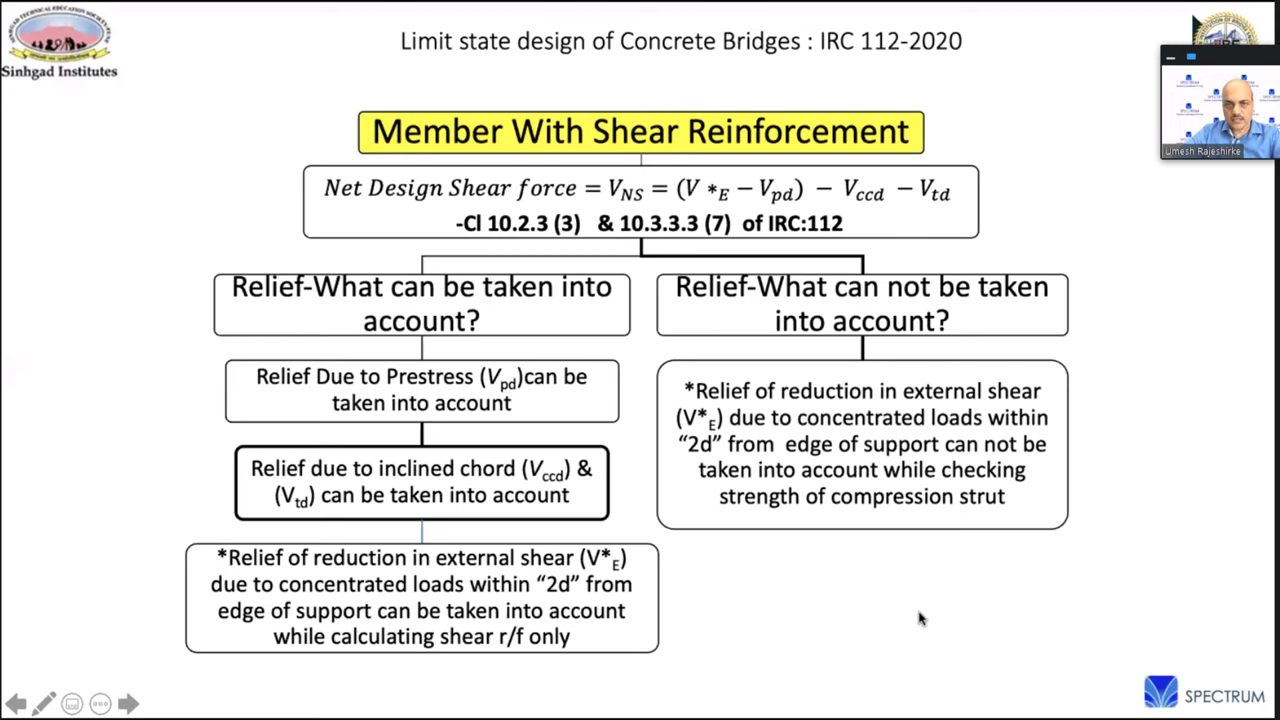 SINHGAD TECHNICAL EDUCATION SOCIETY
Sinhgad Institutes
Limit state design of Concrete Bridges : IRC 112-2020
Umesh Rajeshirke
Member With Shear Reinforcement
Net Design Shear force = V_NS = (V *_E − V_pd) − V_ccd − V_td
-Cl 10.2.3 (3) & 10.3.3.3 (7) of IRC:112
Relief-What can be taken into
account?
Relief Due to Prestress (V_pd)can be
taken into account
Relief due to inclined chord (V_ccd) &
(V_td) can be taken into account
*Relief of reduction in external shear (V*_E)
due to concentrated loads within “2d” from
edge of support can be taken into account
while calculating shear r/f only
Relief-What can not be taken
into account?
*Relief of reduction in external shear
(V*_E) due to concentrated loads within
“2d” from edge of support can not be
taken into account while checking
strength of compression strut
SPECTRUM